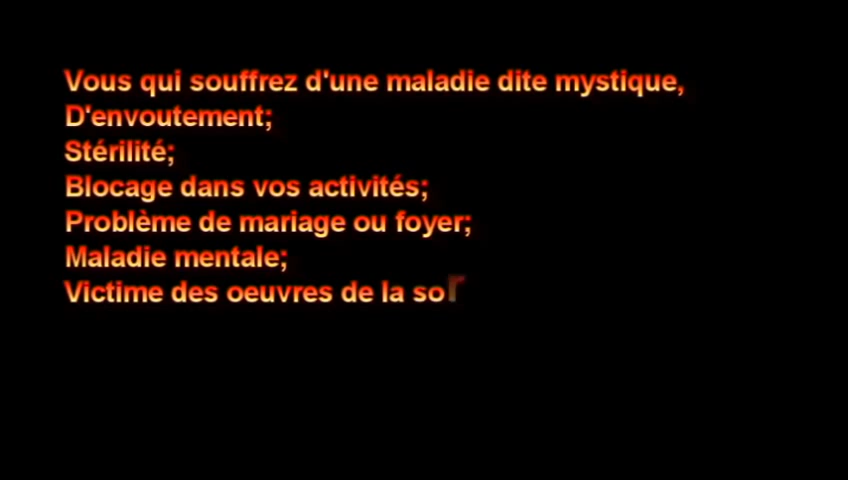 Vous qui souffrez d'une maladie dite mystique,
D'envoutement;
Stérilité;
Blocage dans vos activités;
Problème de mariage ou foyer;
Maladie mentale;
Victime des oeuvres de la sor